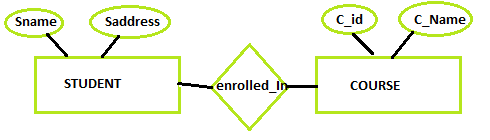 Sname
Saddress
C_id
C_Name
STUDENT
enrolled_In
COURSE